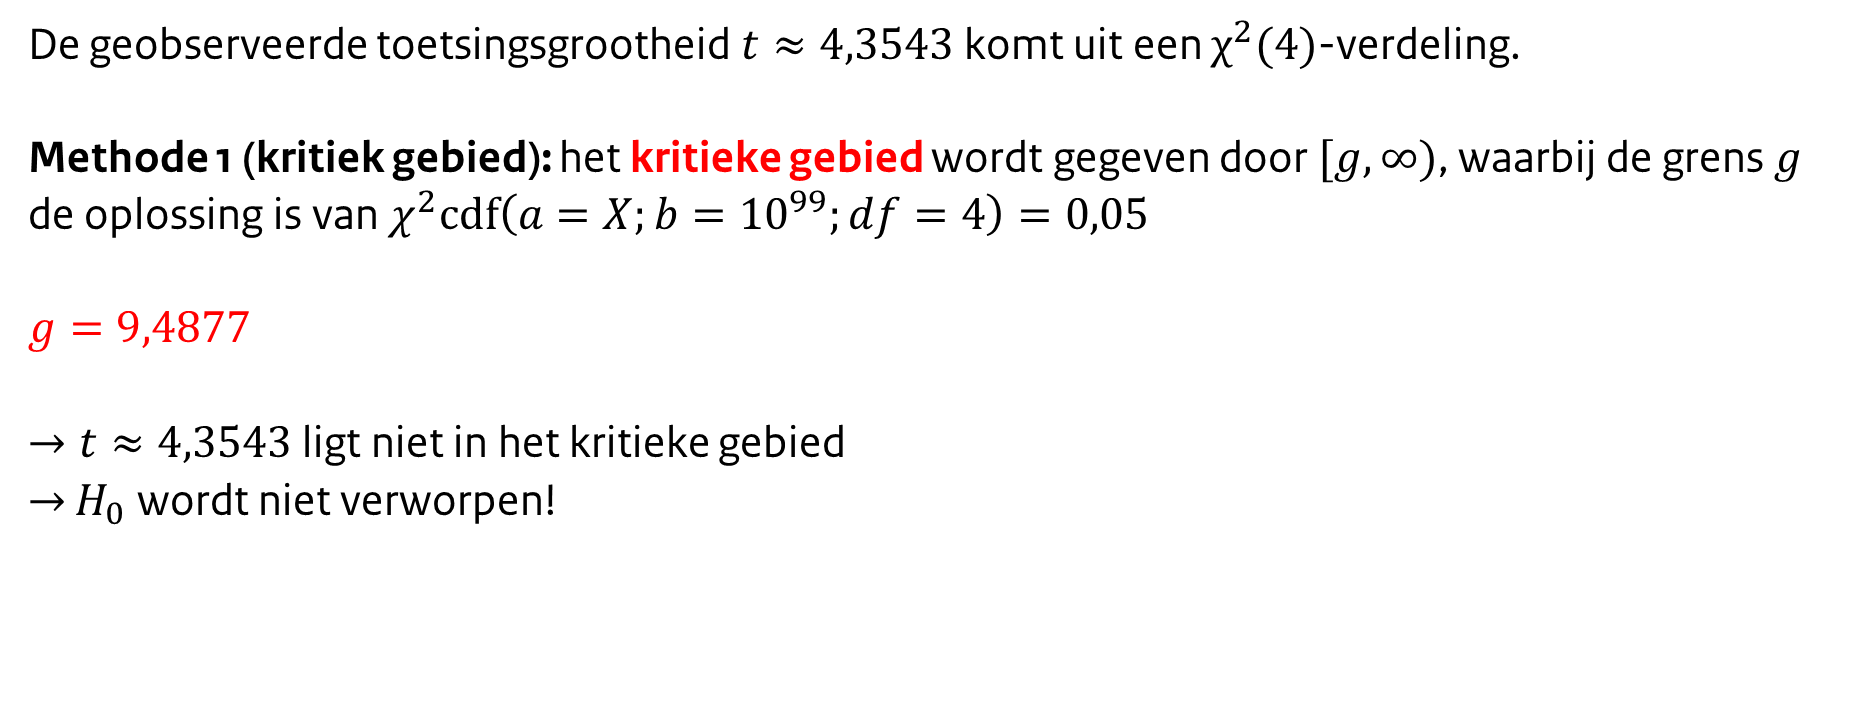 De geobserveerde toetsingsgrootheid t ≈ 4,3543 komt uit een χ²(4)-verdeling.
Methode 1 (kritiek gebied): het kritieke gebied wordt gegeven door [g, ∞), waarbij de grens g
de oplossing is van χ²cdf(a = X; b = 10⁹⁹; df = 4) = 0,05
g = 9,4877
→ t ≈ 4,3543 ligt niet in het kritieke gebied
→ H₀ wordt niet verworpen!